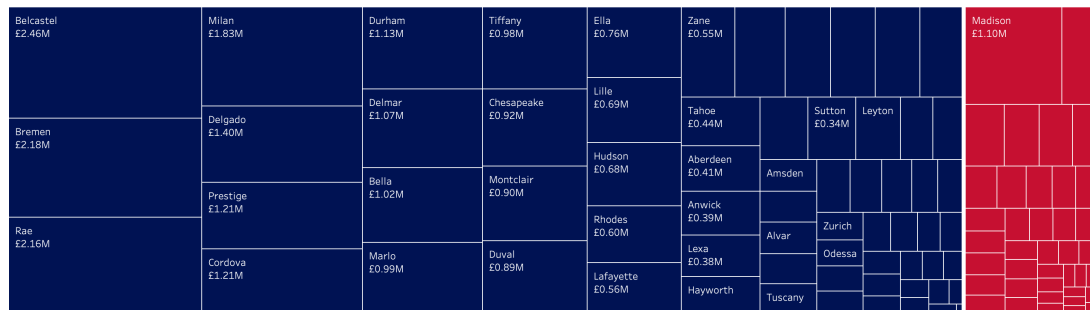 Belcastel
£2.46M
Bremen
£2.18M
Rae
£2.16M
Milan
£1.83M
Delgado
£1.40M
Prestige
£1.21M
Cordova
£1.21M
Durham
£1.13M
Delmar
£1.07M
Bella
£1.02M
Marlo
£0.99M
Tiffany
£0.98M
Chesapeake
£0.92M
Montclair
£0.90M
Duval
£0.89M
Ella
£0.76M
Lille
£0.69M
Hudson
£0.68M
Rhodes
£0.60M
Lafayette
£0.56M
Zane
£0.55M
Tahoe
£0.44M
Aberdeen
£0.41M
Anwick
£0.39M
Lexa
£0.38M
Hayworth
Amsden
Alvar
Tuscany
Sutton
£0.34M
Leyton
Zurich
Odessa
Madison
£1.10M